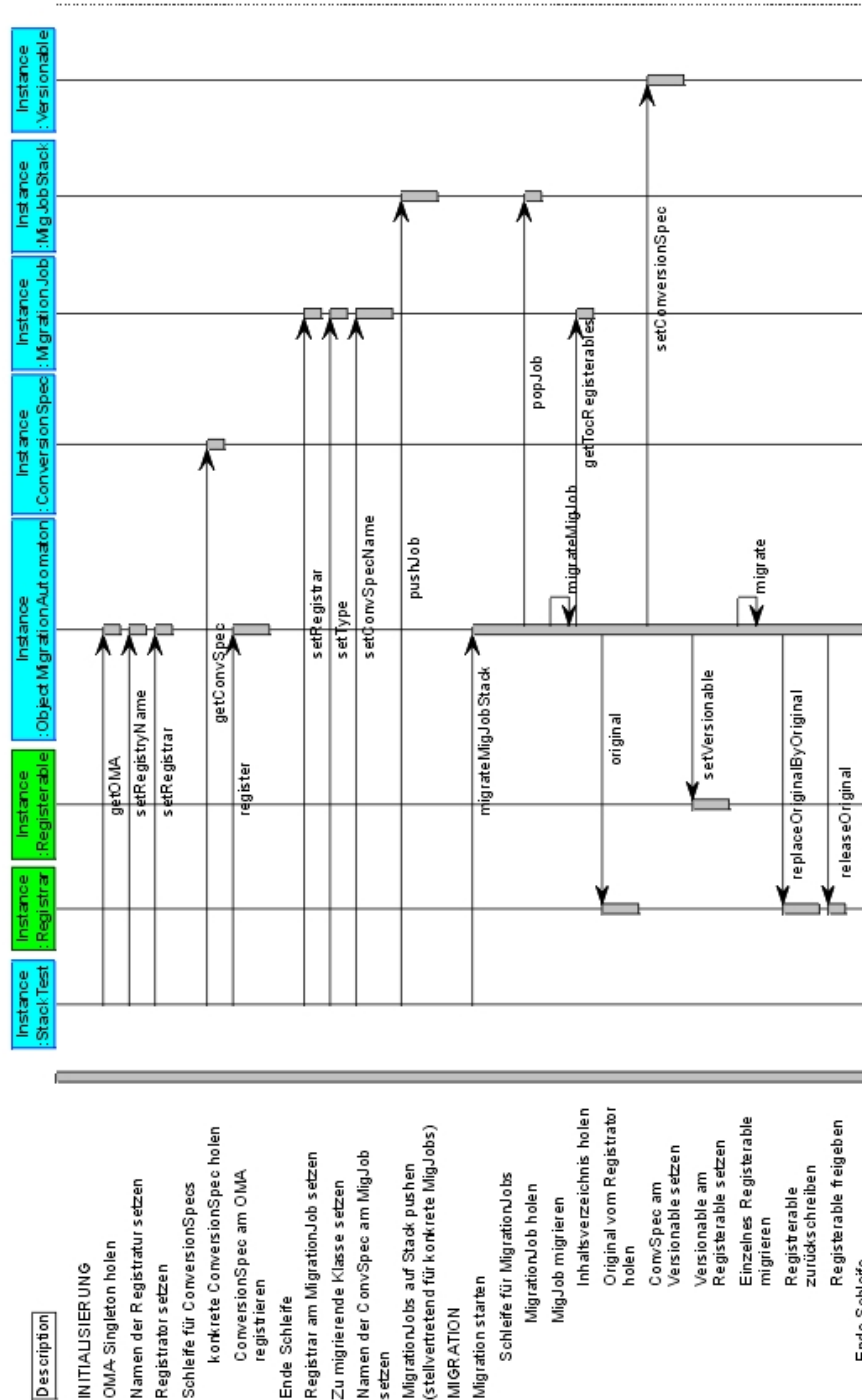 Description
Instance
:StackTest
Instance
:Registrar
Instance
:Registerable
Instance
:ObjectMigrationAutomaton
Instance
:ConversionSpec
Instance
:MigrationJob
Instance
:MigJobStack
Instance
:Versionable
INITIALISIERUNG
OMA-Singleton holen
getOMA
Namen der Registratur setzen
setRegistryName
Registrator setzen
setRegistrar
Schleife für ConversionSpecs
konkrete ConversionSpec holen
getConvSpec
ConversionSpec am OMA
registrieren
register
Ende Schleife
Registrar am MigrationJob setzen
setRegistrar
Zu migrierende Klasse setzen
setType
Namen der ConvSpec am MigJob
setzen
setConvSpecName
MigrationJobs auf Stack pushen
(stellvertretend für konkrete MigJobs)
pushJob
MIGRATION
Migration starten
migrateMigJobStack
Schleife für MigrationJobs
MigrationJob holen
popJob
MigJob migrieren
migrateMigJob
Inhaltsverzeichnis holen
getTocRegisterables
Original vom Registrator
holen
original
ConvSpec am
Versionable setzen
setConversionSpec
Versionable am
Registerable setzen
setVersionable
Einzelnes Registerable
migrieren
migrate
Registrerable
zurückschreiben
replaceOriginalByOriginal
Registerable freigeben
releaseOriginal
Ende Schleife